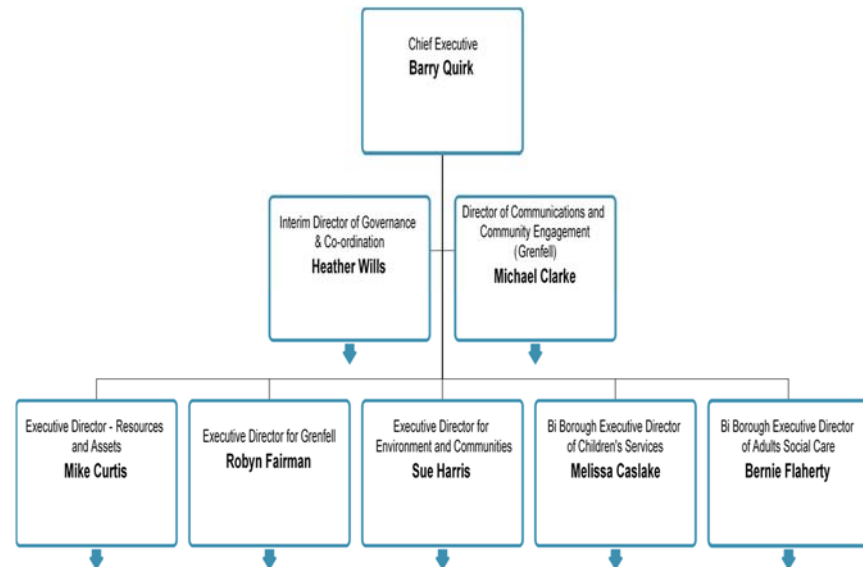 Chief Executive
Barry Quirk
Interim Director of Governance
& Co-ordination
Heather Wills
Director of Communications and
Community Engagement
(Grenfell)
Michael Clarke
Executive Director - Resources
and Assets
Mike Curtis
Executive Director for Grenfell
Robyn Fairman
Executive Director for
Environment and Communities
Sue Harris
Bi Borough Executive Director
of Children's Services
Melissa Caslake
Bi Borough Executive Director
of Adults Social Care
Bernie Flaherty